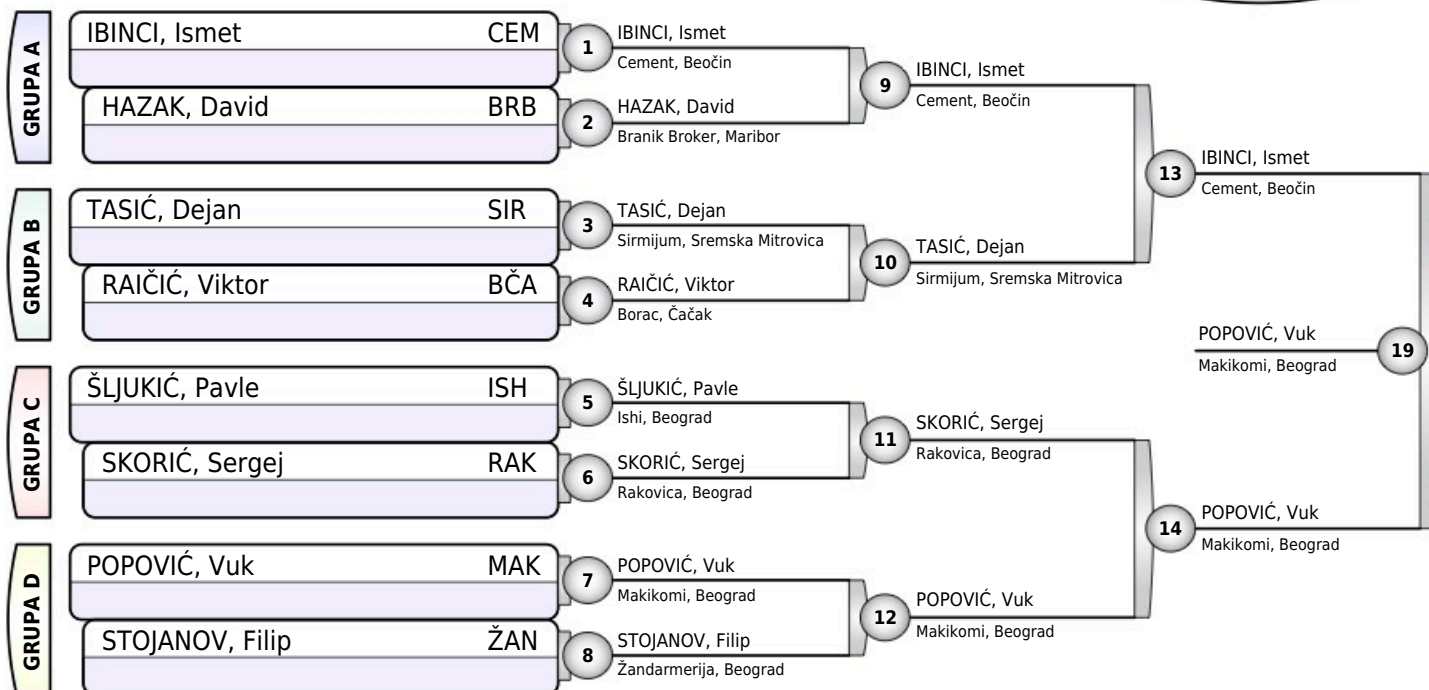 GRUPA A
IBINCI, Ismet CEM
HAZAK, David BRB
GRUPA B
TASIĆ, Dejan SIR
RAIČIĆ, Viktor BČA
GRUPA C
ŠLJUKIĆ, Pavle ISH
SKORIĆ, Sergej RAK
GRUPA D
POPOVIĆ, Vuk MAK
STOJANOV, Filip ŽAN
1
IBINCI, Ismet
Cement, Beočin
2
HAZAK, David
Branik Broker, Maribor
3
TASIĆ, Dejan
Sirmijum, Sremska Mitrovica
4
RAIČIĆ, Viktor
Borac, Čačak
5
ŠLJUKIĆ, Pavle
Ishi, Beograd
6
SKORIĆ, Sergej
Rakovica, Beograd
7
POPOVIĆ, Vuk
Makikomi, Beograd
8
STOJANOV, Filip
Žandarmerija, Beograd
9
IBINCI, Ismet
Cement, Beočin
10
TASIĆ, Dejan
Sirmijum, Sremska Mitrovica
11
SKORIĆ, Sergej
Rakovica, Beograd
12
POPOVIĆ, Vuk
Makikomi, Beograd
13
IBINCI, Ismet
Cement, Beočin
14
POPOVIĆ, Vuk
Makikomi, Beograd
POPOVIĆ, Vuk
Makikomi, Beograd
19